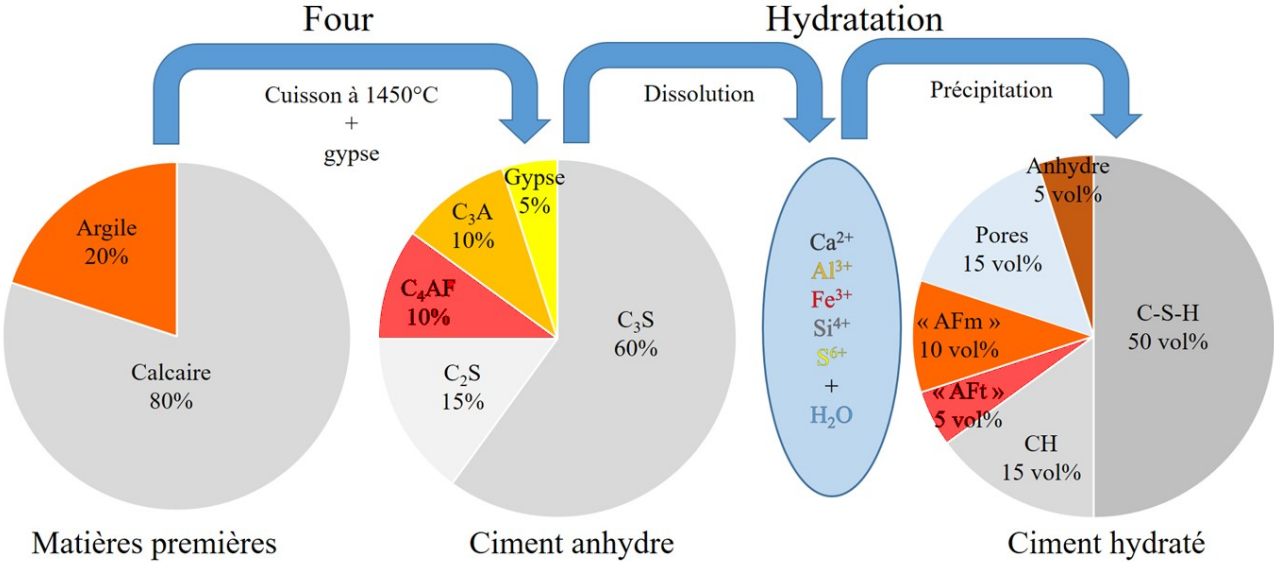 Four
Hydratation
Cuisson à 1450°C
+
gypse
Dissolution
Précipitation
Argile
20%
Calcaire
80%
Gypse
5%
C₃A
10%
C₄AF
10%
C₂S
15%
C₃S
60%
Ca²⁺
Al³⁺
Fe³⁺
Si⁴⁺
S⁶⁺
+
H₂O
Anhydre
5 vol%
Pores
15 vol%
« AFm »
10 vol%
« AFt »
5 vol%
CH
15 vol%
C-S-H
50 vol%
Matières premières
Ciment anhydre
Ciment hydraté